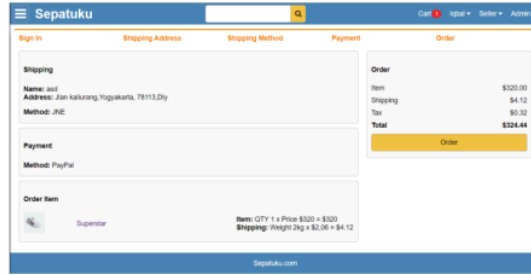 Sepatuku
Cart 1 Iqbal Seller Admin
Sign In Shipping Address Shipping Method Payment Order
Shipping
Name: asd
Address: Jlan kaliurang,Yogyakarta, 78113,Diy
Method: JNE
Payment
Method: PayPal
Order Item
Superstar
Item: QTY 1 x Price $320 = $320
Shipping: Weight 2kg x $2,06 = $4.12
Order
Item $320.00
Shipping $4.12
Tax $0.32
Total $324.44
Order
Sepatuku.com